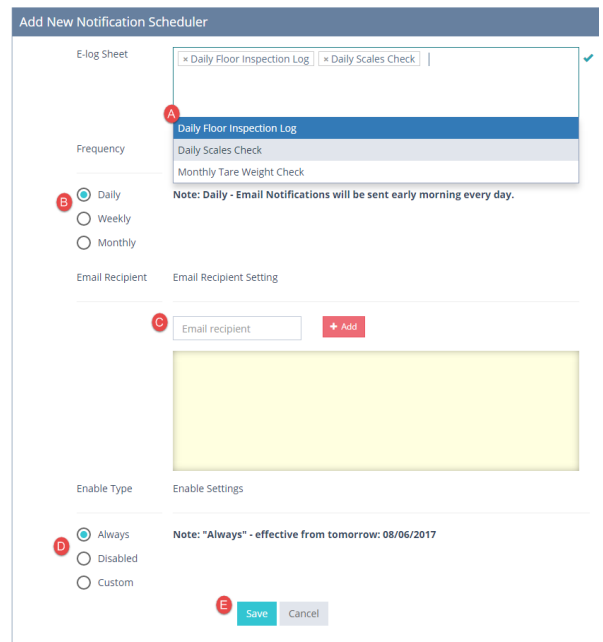 Add New Notification Scheduler
E-log Sheet
× Daily Floor Inspection Log × Daily Scales Check
A
Daily Floor Inspection Log
Frequency
Daily Scales Check
Monthly Tare Weight Check
B
Daily
Note: Daily - Email Notifications will be sent early morning every day.
Weekly
Monthly
Email Recipient Email Recipient Setting
C
Email recipient
+ Add
Enable Type Enable Settings
D
Always
Note: "Always" - effective from tomorrow: 08/06/2017
Disabled
Custom
E
Save Cancel